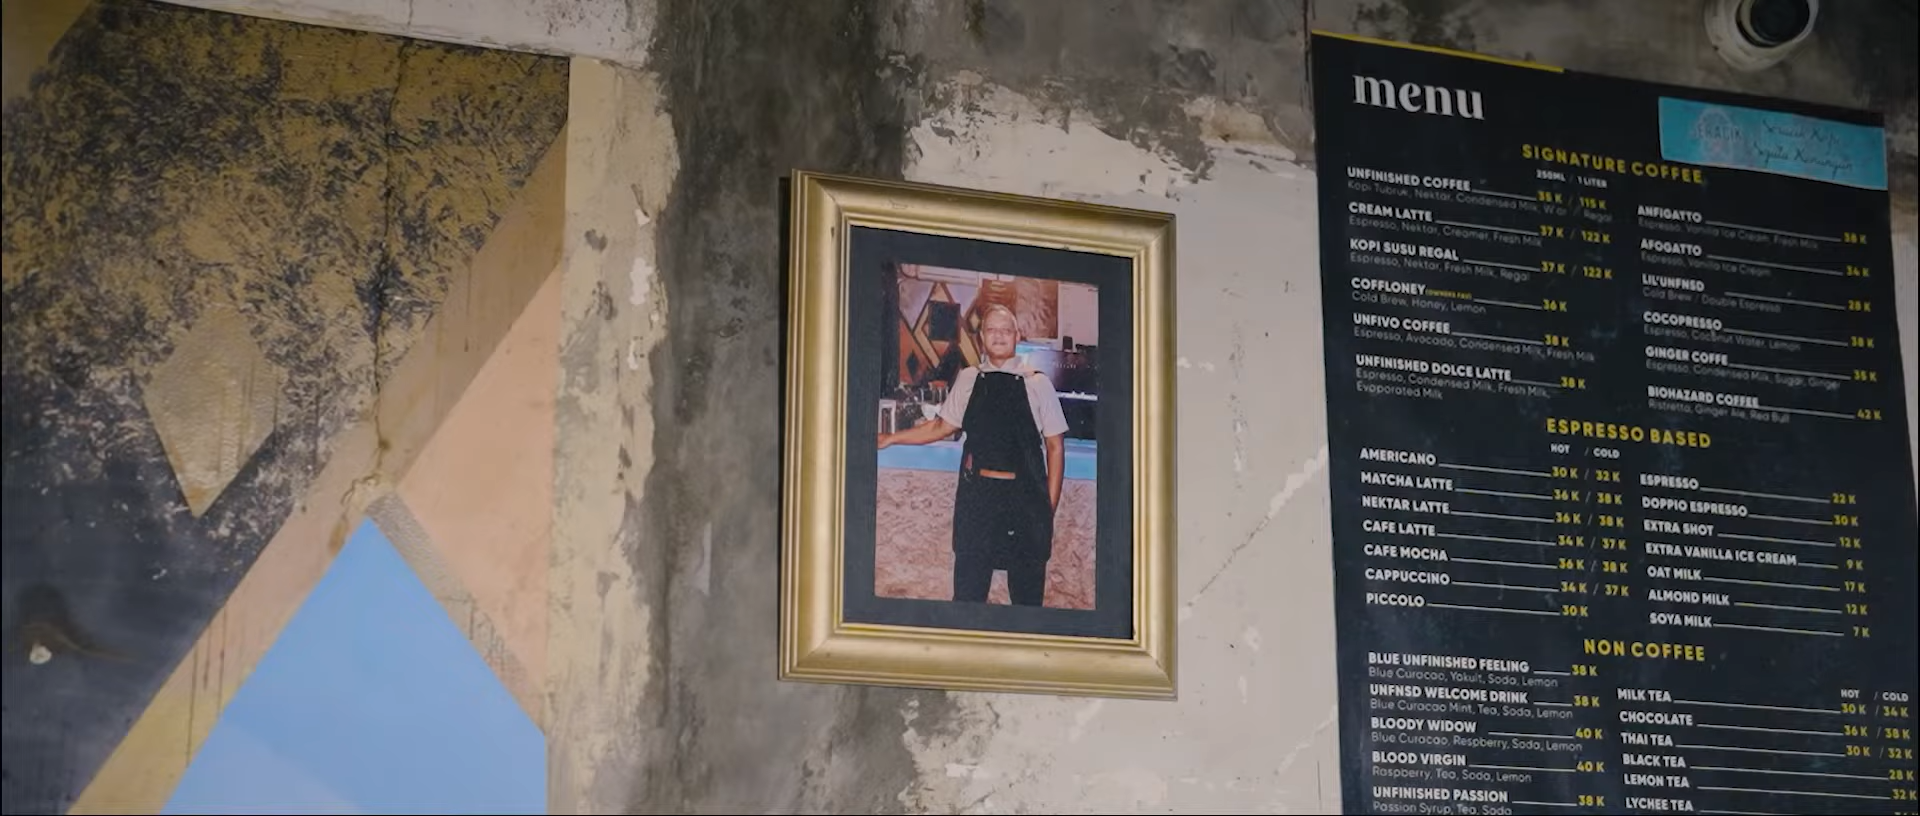 menu
SERACIK
SIGNATURE COFFEE
250ML / 1 LITER
UNFINISHED COFFEE 35 K / 115 K
Kopi Tubruk, Nektar, Condensed Milk, Regal
CREAM LATTE 37 K / 122 K
Espresso, Nektar, Creamer, Fresh Milk
KOPI SUSU REGAL 37 K / 122 K
Espresso, Nektar, Fresh Milk, Regal
COFFLONEY (OWNERS FAV) 36 K
Cold Brew, Honey, Lemon
UNFIVO COFFEE 38 K
Espresso, Avocado, Condensed Milk, Fresh Milk
UNFINISHED DOLCE LATTE 38 K
Espresso, Condensed Milk, Fresh Milk,
Evaporated Milk
ANFIGATTO 38 K
Espresso, Vanilla Ice Cream, Fresh Milk
AFOGATTO 34 K
Espresso, Vanilla Ice Cream
LIL'UNFNSD 28 K
Cold Brew / Double Espresso
COCOPRESSO 38 K
Espresso, Coconut Water, Lemon
GINGER COFFE 35 K
Espresso, Condensed Milk, Sugar, Ginger
BIOHAZARD COFFEE 42 K
Ristretto, Ginger Ale, Red Bull
ESPRESSO BASED
HOT / COLD
AMERICANO 30 K / 32 K
MATCHA LATTE 36 K / 38 K
NEKTAR LATTE 36 K / 38 K
CAFE LATTE 34 K / 37 K
CAFE MOCHA 36 K / 38 K
CAPPUCCINO 34 K / 37 K
PICCOLO 30 K
ESPRESSO 22 K
DOPPIO ESPRESSO 30 K
EXTRA SHOT 12 K
EXTRA VANILLA ICE CREAM 9 K
OAT MILK 17 K
ALMOND MILK 12 K
SOYA MILK 7 K
NON COFFEE
BLUE UNFINISHED FEELING 38 K
Blue Curacao, Yakult, Soda, Lemon
UNFNSD WELCOME DRINK 38 K
Blue Curacao Mint, Tea, Soda, Lemon
BLOODY WIDOW 40 K
Blue Curacao, Respberry, Soda, Lemon
BLOOD VIRGIN 40 K
Raspberry, Tea, Soda, Lemon
UNFINISHED PASSION 38 K
Passion Syrup, Tea, Soda
HOT / COLD
MILK TEA 30 K / 34 K
CHOCOLATE 36 K / 38 K
THAI TEA 30 K / 32 K
BLACK TEA 28 K
LEMON TEA 32 K
LYCHEE TEA